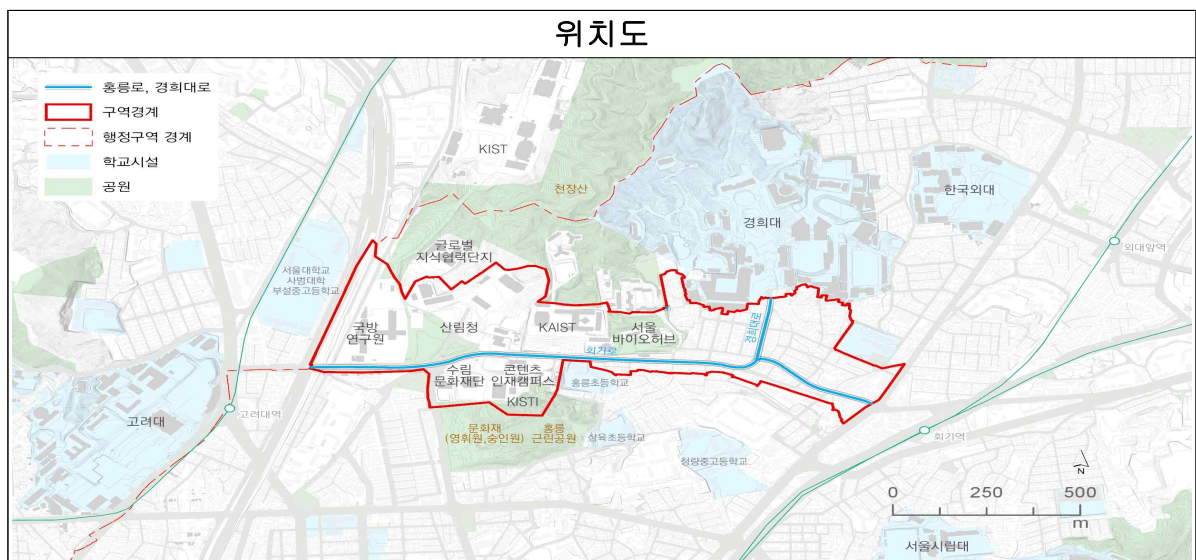 위치도
홍릉로, 경희대로
구역경계
행정구역 경계
학교시설
공원
KIST
천장산
경희대
한국외대
외대앞역
글로벌
지식협력단지
서울대학교
사범대학
부설중고등학교
국방
연구원
산림청
KAIST
서울
바이오허브
경희대로
회기로
수림
문화재단
콘텐츠
인재캠퍼스
KISTI
홍릉초등학교
고려대
고려대역
문화재
(영휘원,숭인원)
홍릉
근린공원
삼육초등학교
청량중고등학교
회기역
N
0 250 500
m
서울시립대